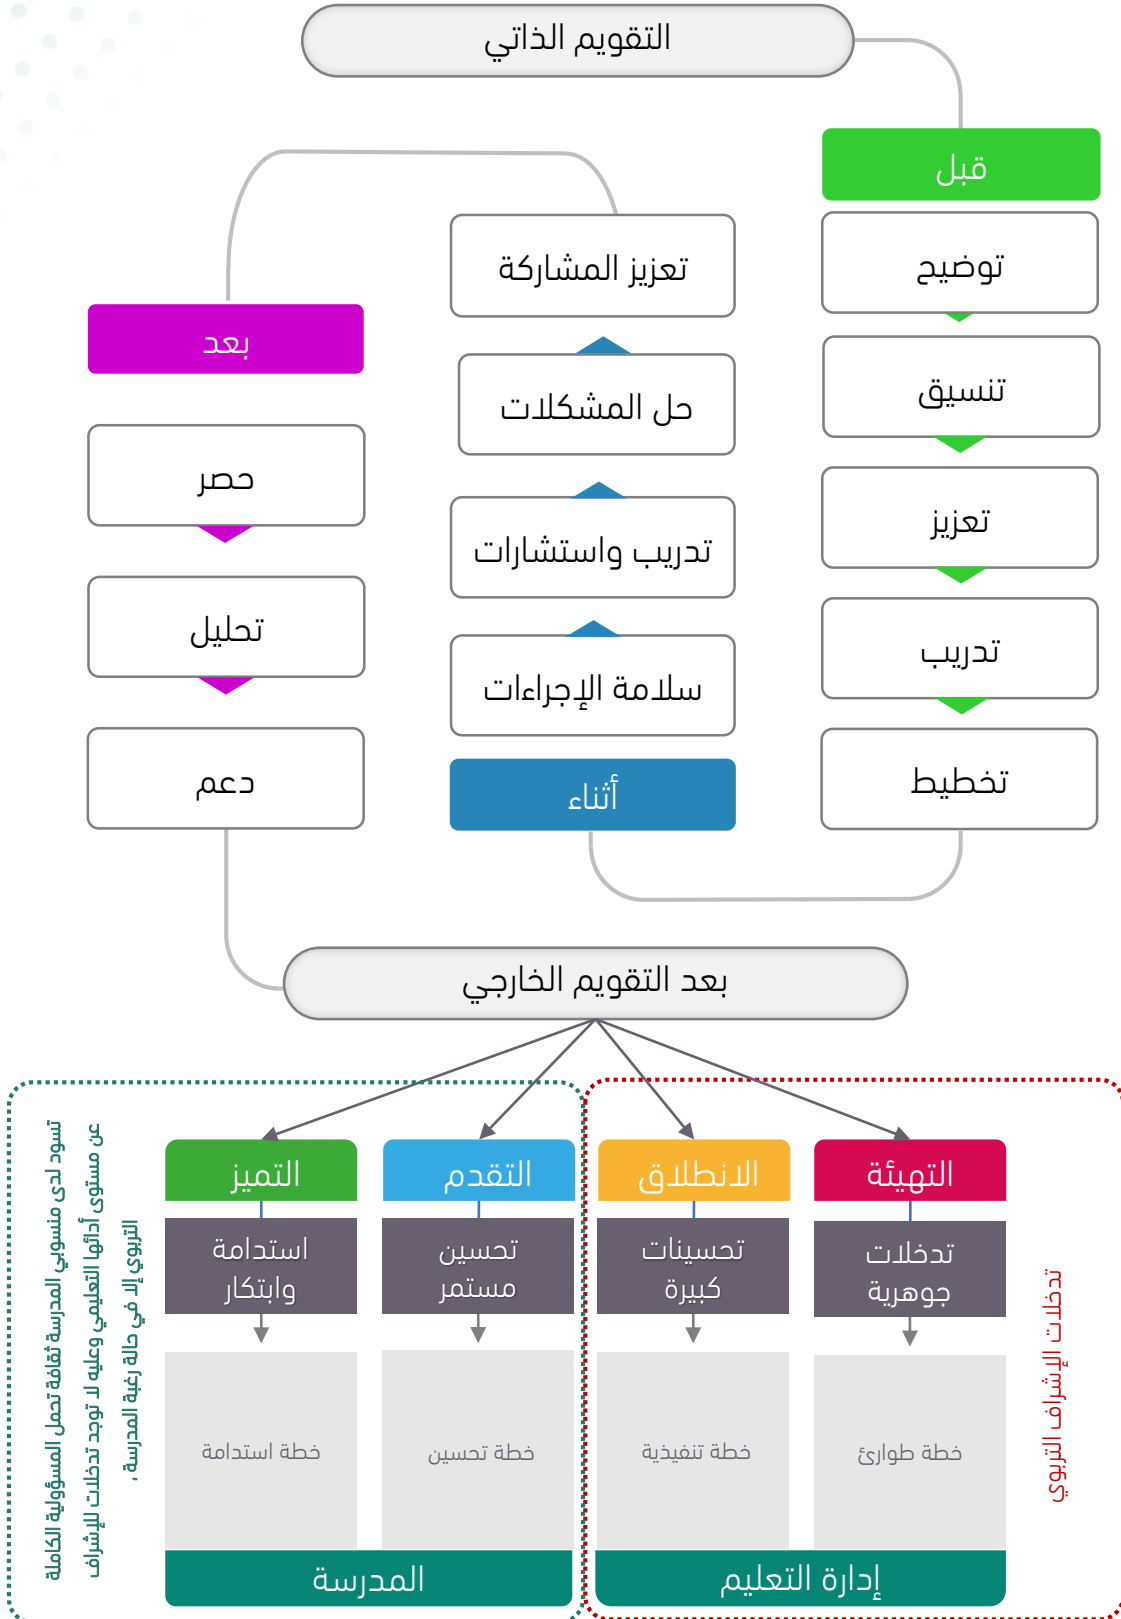 التقويم الذاتي
قبل
توضيح
تنسيق
تعزيز
تدريب
تخطيط
أثناء
سلامة الإجراءات
تدريب واستشارات
حل المشكلات
تعزيز المشاركة
بعد
حصر
تحليل
دعم
بعد التقويم الخارجي
التهيئة
تدخلات
جوهرية
خطة طوارئ
الانطلاق
تحسينات
كبيرة
خطة تنفيذية
إدارة التعليم
تدخلات الإشراف التربوي
التقدم
تحسين
مستمر
خطة تحسين
التميز
استدامة
وابتكار
خطة استدامة
المدرسة
تسود لدى منسوبي المدرسة ثقافة تحمل المسؤولية الكاملة
عن مستوى أدائها التعليمي وعليه لا توجد تدخلات للإشراف
التربوي إلا في حالة رغبة المدرسة ،